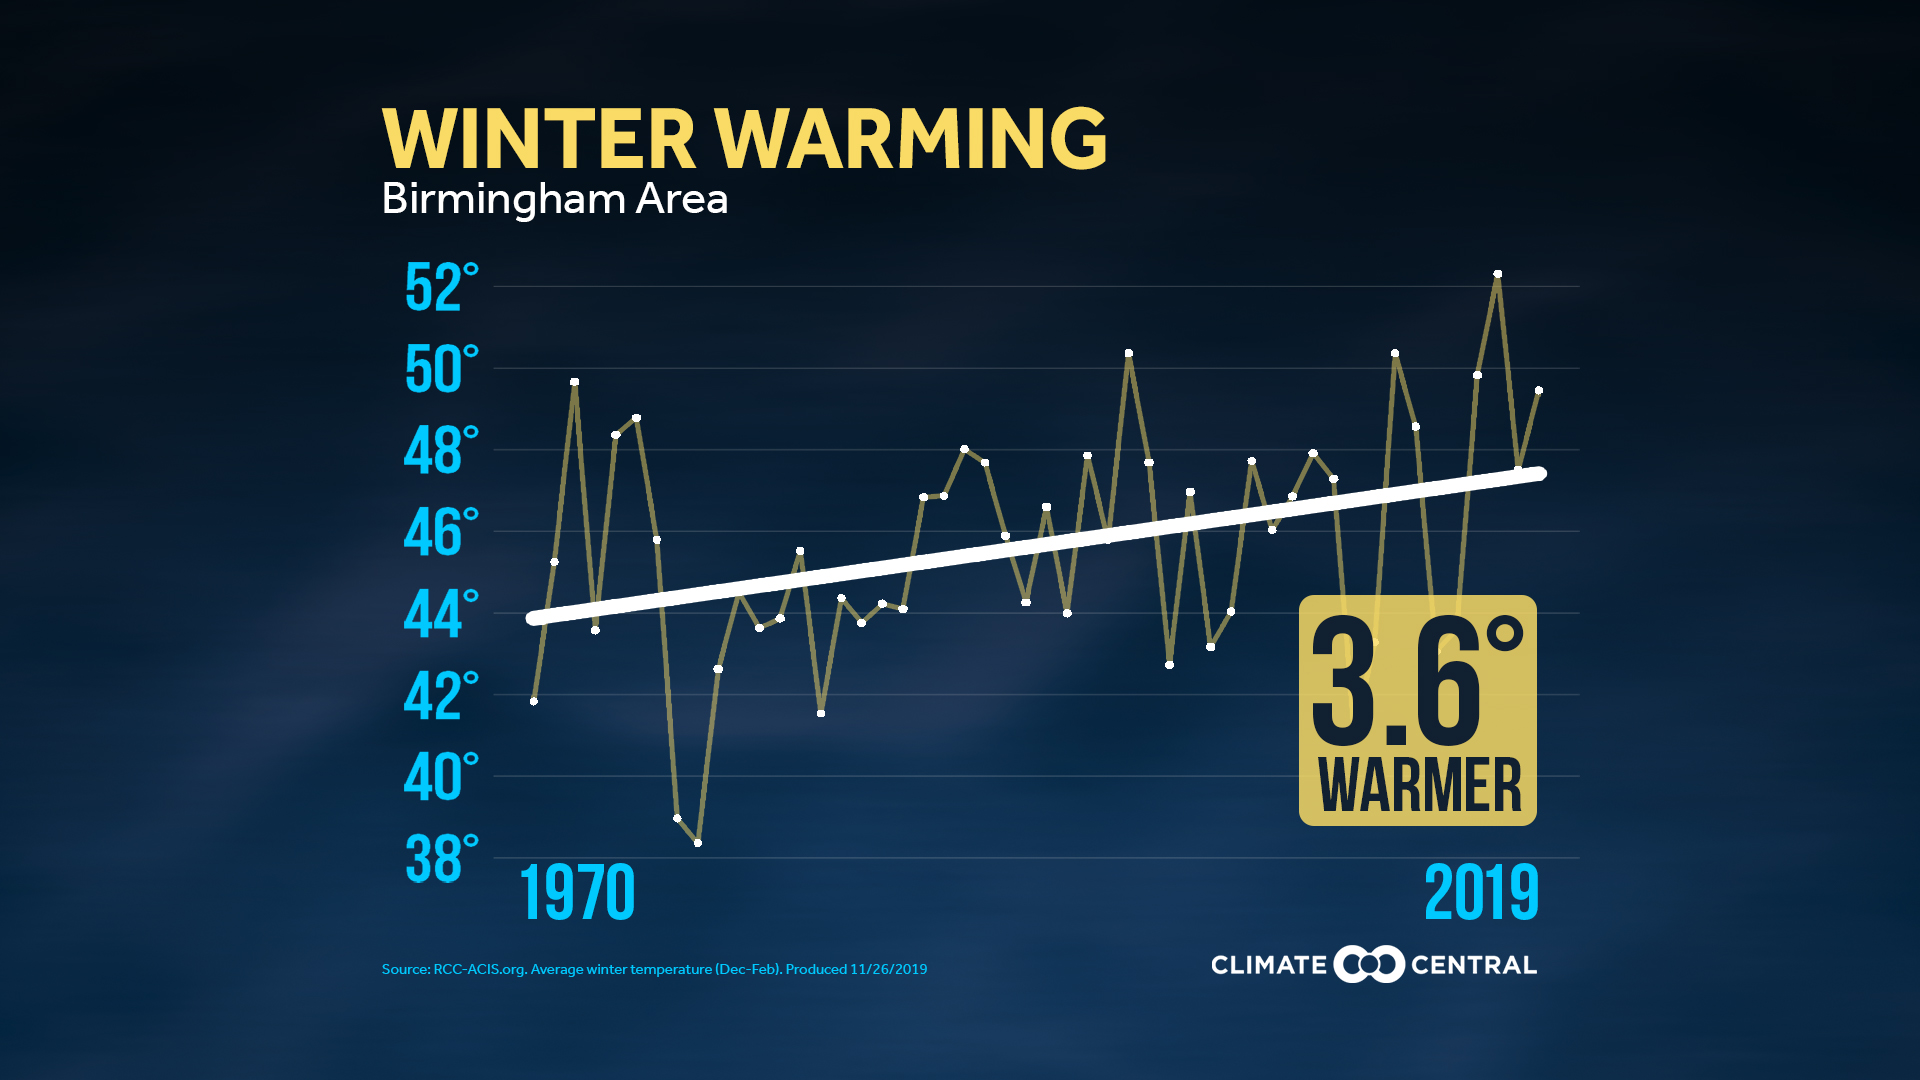 WINTER WARMING
Birmingham Area
52°
50°
48°
46°
44°
42°
40°
38°
3.6°
WARMER
1970 2019
Source: RCC-ACIS.org. Average winter temperature (Dec-Feb). Produced 11/26/2019
CLIMATE CENTRAL